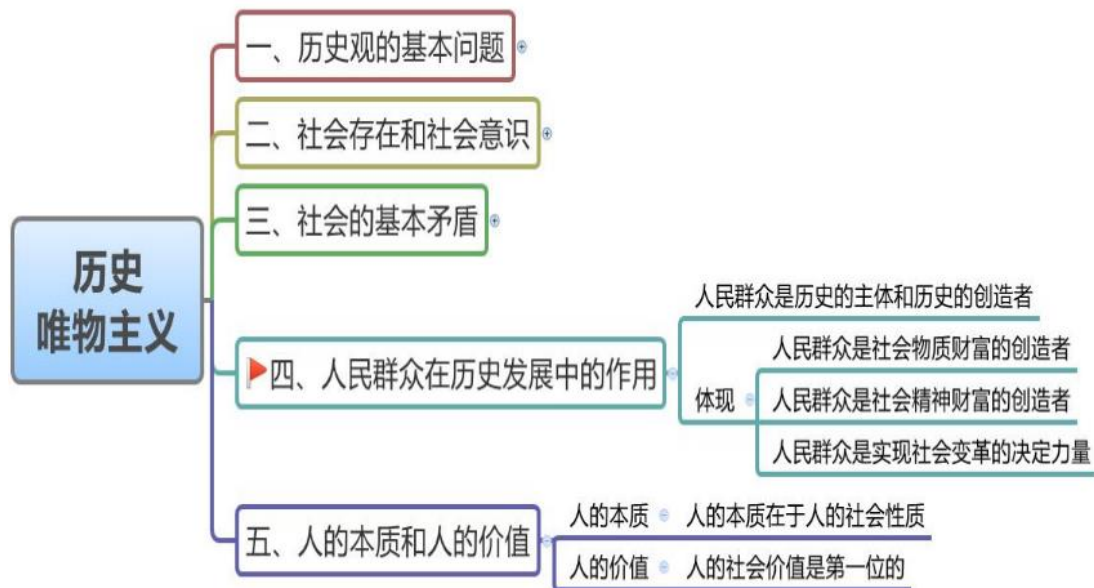 历史
唯物主义
一、历史观的基本问题
二、社会存在和社会意识
三、社会的基本矛盾
四、人民群众在历史发展中的作用
人民群众是历史的主体和历史的创造者
体现
人民群众是社会物质财富的创造者
人民群众是社会精神财富的创造者
人民群众是实现社会变革的决定力量
五、人的本质和人的价值
人的本质
人的本质在于人的社会性质
人的价值
人的社会价值是第一位的